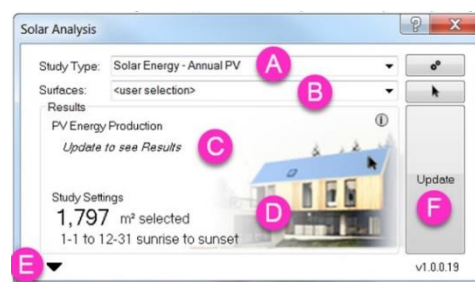 Solar Analysis ?  X
Study Type: Solar Energy - Annual PV A
Surfaces: <user selection> B
Results
PV Energy Production i
Update to see Results C
Update
Study Settings
1,797 m² selected D F
1-1 to 12-31 sunrise to sunset
E v1.0.0.19